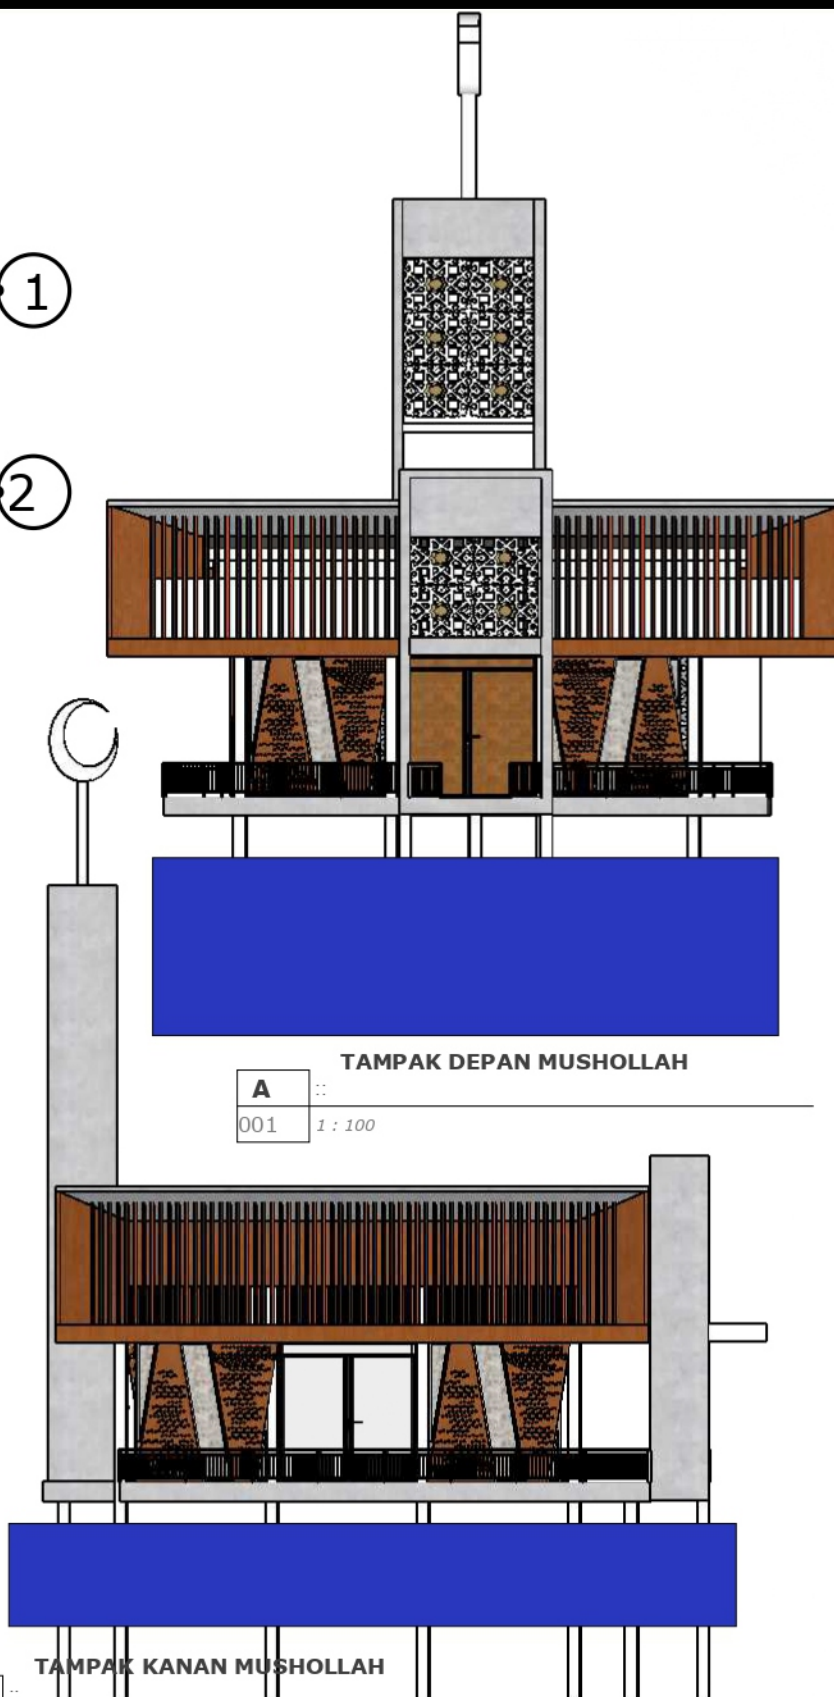 1
2
TAMPAK DEPAN MUSHOLLAH
A ::
001 1 : 100
TAMPAK KANAN MUSHOLLAH
::